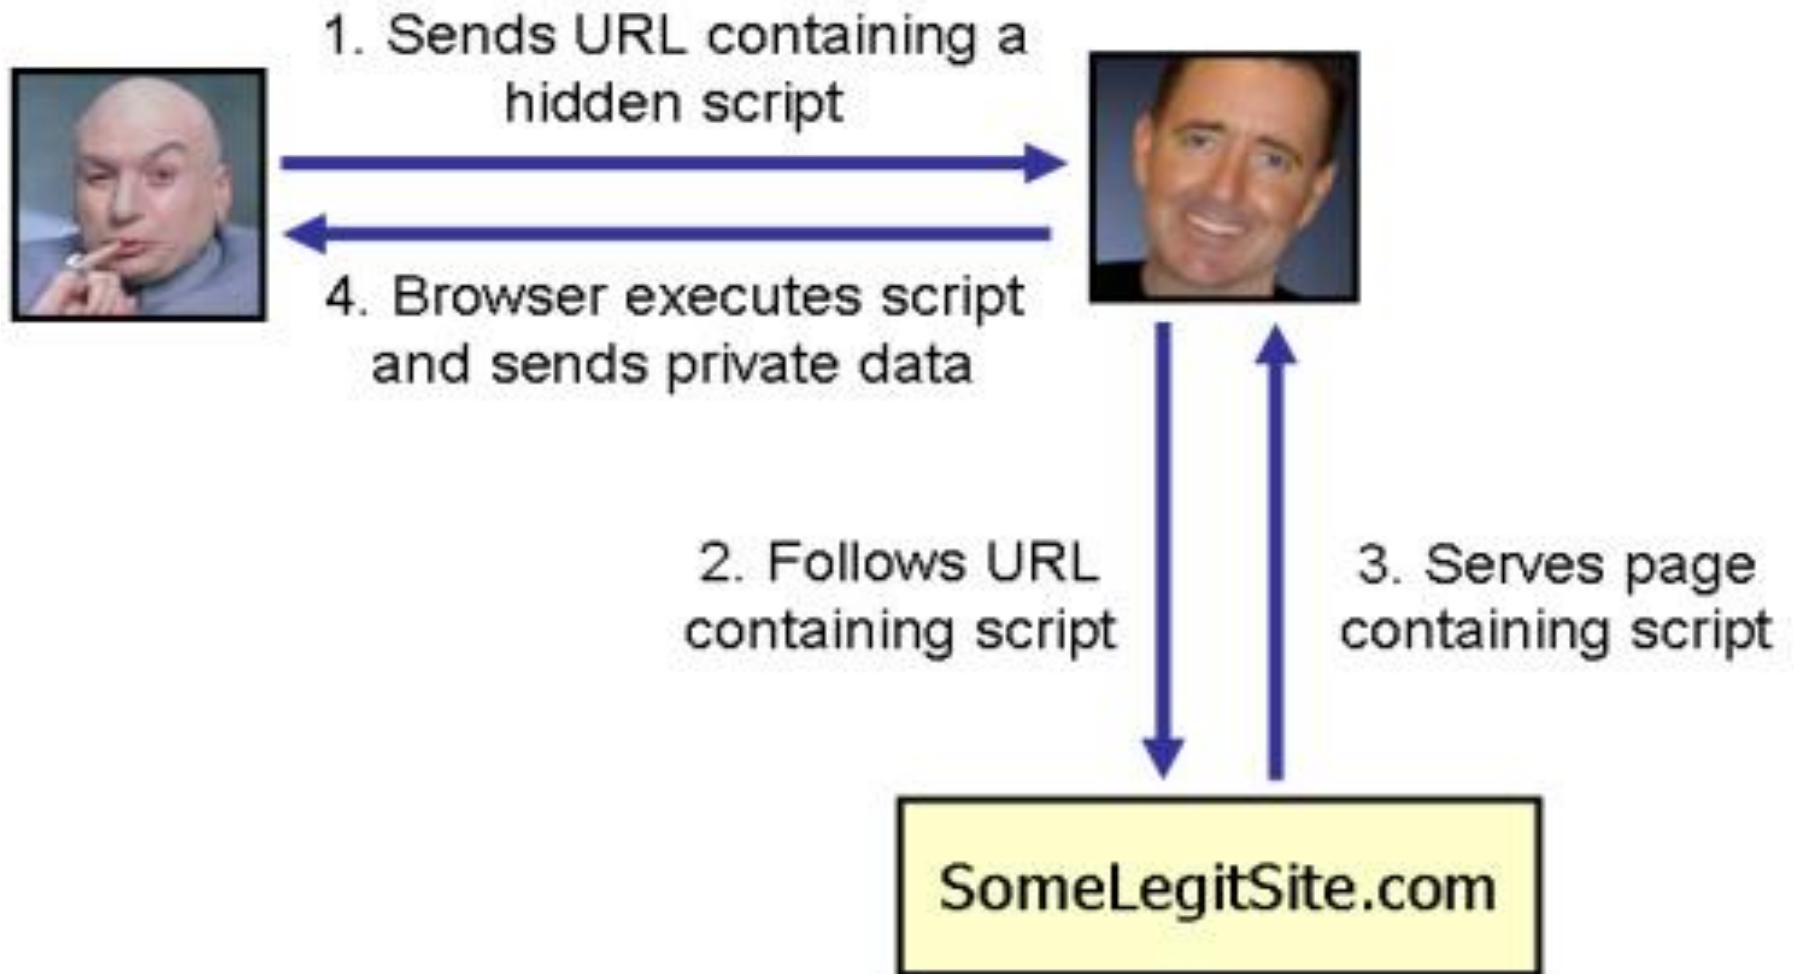 1. Sends URL containing a
hidden script
4. Browser executes script
and sends private data
2. Follows URL
containing script
3. Serves page
containing script
SomeLegitSite.com